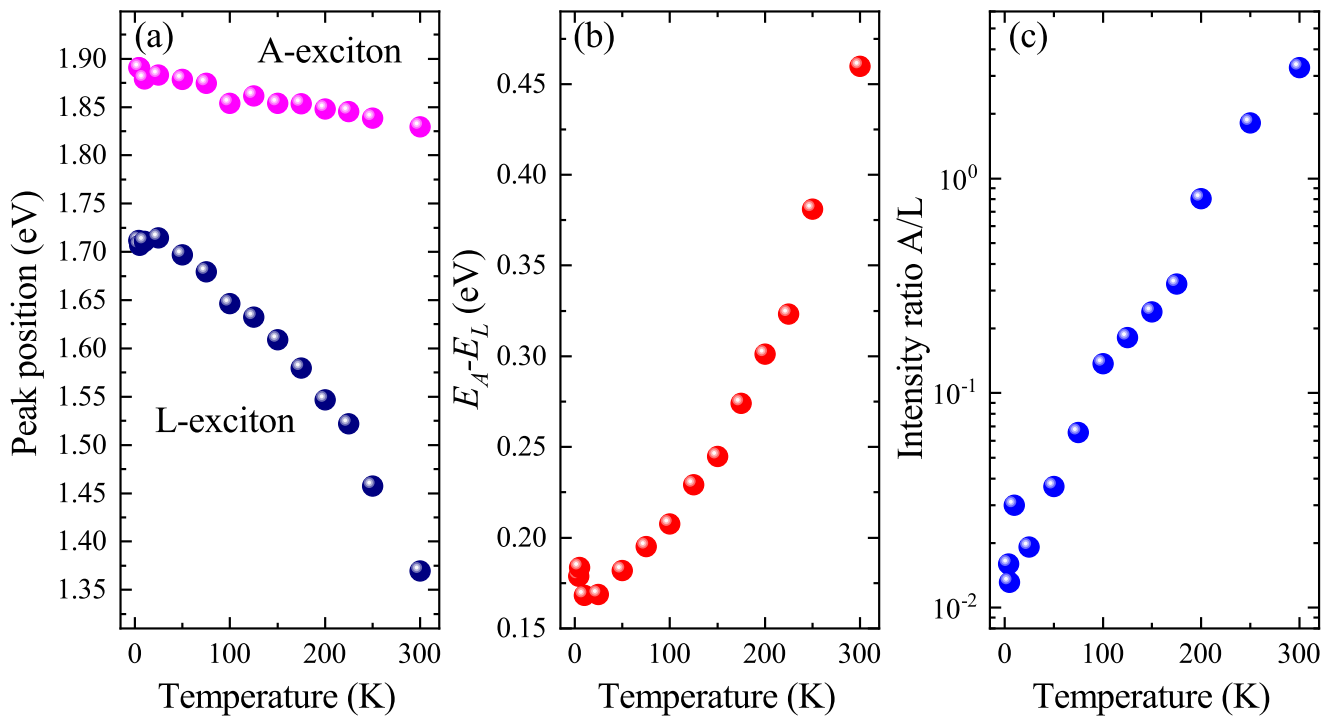 (a)
A-exciton
L-exciton
1.90
1.85
1.80
1.75
1.70
1.65
1.60
1.55
1.50
1.45
1.40
1.35
Peak position (eV)
0 100 200 300
Temperature (K)
(b)
0.45
0.40
0.35
0.30
0.25
0.20
0.15
E_A-E_L (eV)
0 100 200 300
Temperature (K)
(c)
10^0
10^-1
10^-2
Intensity ratio A/L
0 100 200 300
Temperature (K)